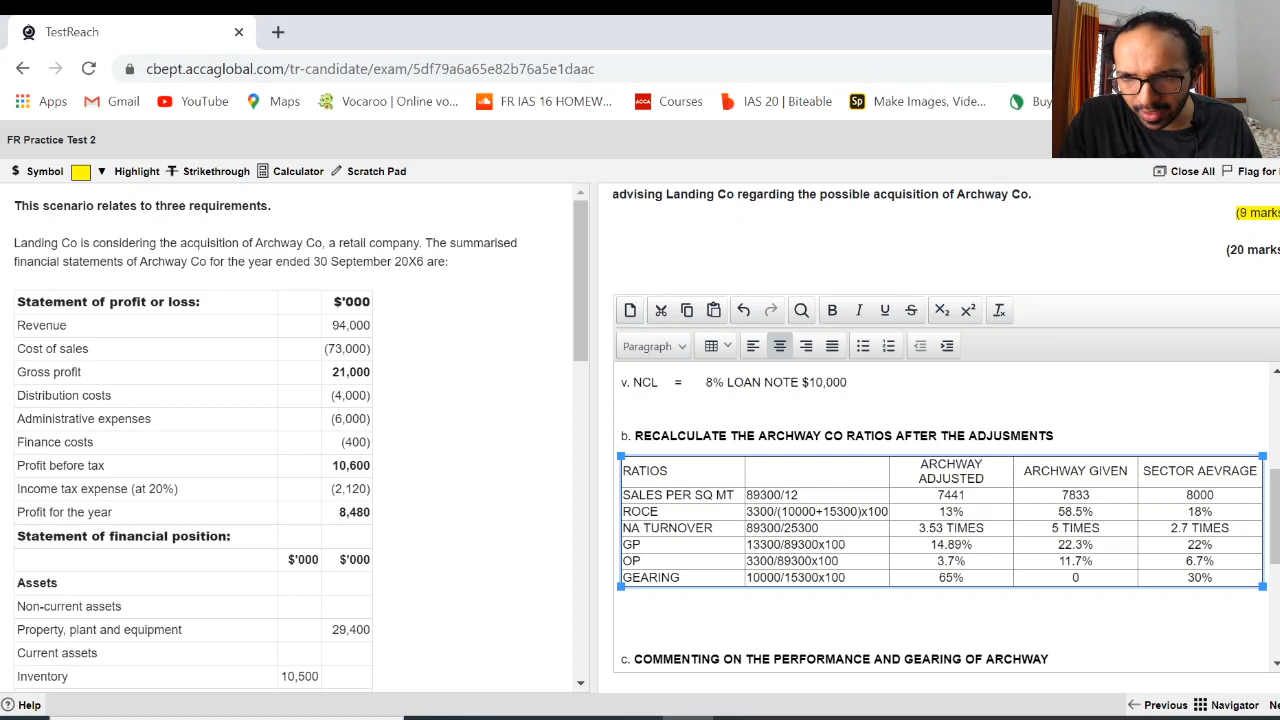 TestReach
cbept.accaglobal.com/tr-candidate/exam/5df79a6a65e82b76a5e1daac
Apps Gmail YouTube Maps Vocaroo | Online vo... FR IAS 16 HOMEW... Courses IAS 20 | Biteable Make Images, Vide... Buy
FR Practice Test 2
$ Symbol Highlight Strikethrough Calculator Scratch Pad Close All Flag for
This scenario relates to three requirements.
Landing Co is considering the acquisition of Archway Co, a retail company. The summarised
financial statements of Archway Co for the year ended 30 September 20X6 are:
Statement of profit or loss: $'000
Revenue 94,000
Cost of sales (73,000)
Gross profit 21,000
Distribution costs (4,000)
Administrative expenses (6,000)
Finance costs (400)
Profit before tax 10,600
Income tax expense (at 20%) (2,120)
Profit for the year 8,480
Statement of financial position:
$'000 $'000
Assets
Non-current assets
Property, plant and equipment 29,400
Current assets
Inventory 10,500
advising Landing Co regarding the possible acquisition of Archway Co.
(9 marks
(20 marks
B I U S X₂ X² Ix
Paragraph
v. NCL = 8% LOAN NOTE $10,000
b. RECALCULATE THE ARCHWAY CO RATIOS AFTER THE ADJUSMENTS
RATIOS ARCHWAY ADJUSTED ARCHWAY GIVEN SECTOR AEVRAGE
SALES PER SQ MT 89300/12 7441 7833 8000
ROCE 3300/(10000+15300)x100 13% 58.5% 18%
NA TURNOVER 89300/25300 3.53 TIMES 5 TIMES 2.7 TIMES
GP 13300/89300x100 14.89% 22.3% 22%
OP 3300/89300x100 3.7% 11.7% 6.7%
GEARING 10000/15300x100 65% 0 30%
c. COMMENTING ON THE PERFORMANCE AND GEARING OF ARCHWAY
Help Previous Navigator Ne